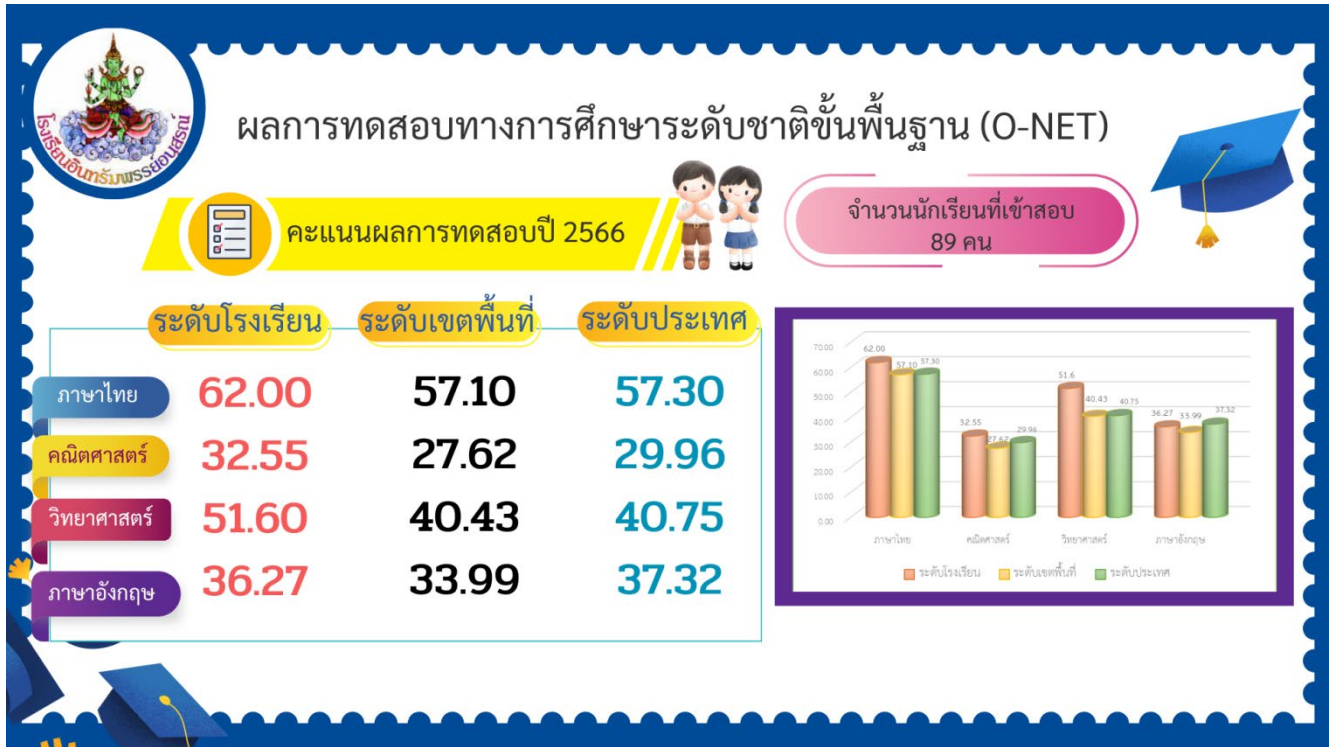 โรงเรียนอินทรัมพรรย์อนุสรณ์
ผลการทดสอบทางการศึกษาระดับชาติขั้นพื้นฐาน (O-NET)
คะแนนผลการทดสอบปี 2566
จำนวนนักเรียนที่เข้าสอบ
89 คน
ระดับโรงเรียน ระดับเขตพื้นที่ ระดับประเทศ
ภาษาไทย 62.00 57.10 57.30
คณิตศาสตร์ 32.55 27.62 29.96
วิทยาศาสตร์ 51.60 40.43 40.75
ภาษาอังกฤษ 36.27 33.99 37.32
70.00
60.00
50.00
40.00
30.00
20.00
10.00
0.00
62.00 57.10 57.30
32.55 27.62 29.96
51.6 40.43 40.75
36.27 33.99 37.32
ภาษาไทย คณิตศาสตร์ วิทยาศาสตร์ ภาษาอังกฤษ
ระดับโรงเรียน ระดับเขตพื้นที่ ระดับประเทศ